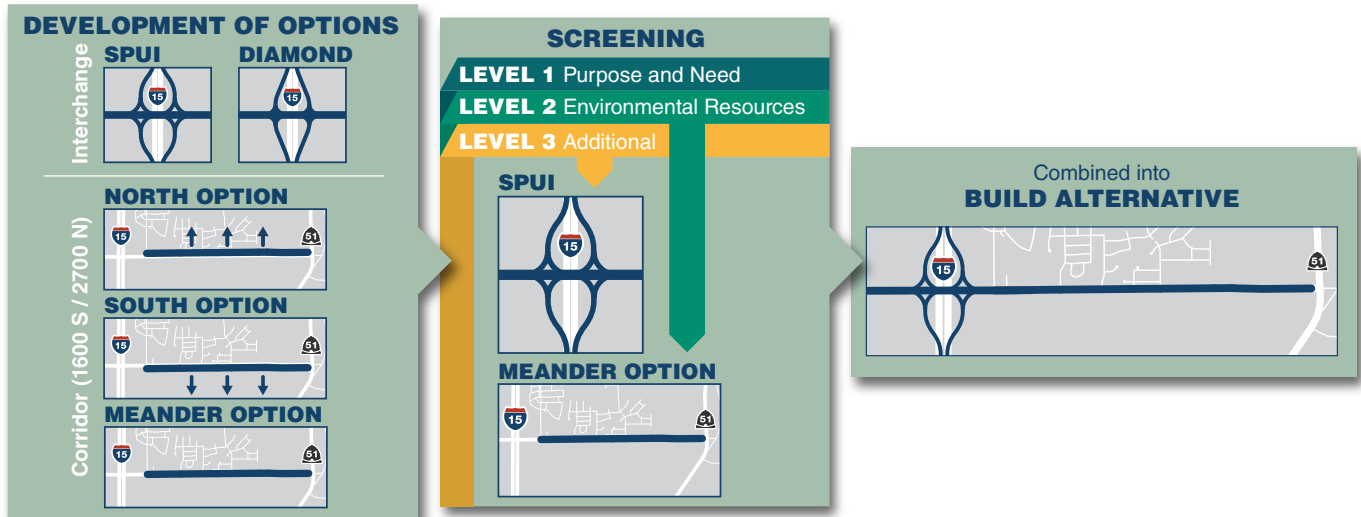 DEVELOPMENT OF OPTIONS
Interchange
SPUI
15
DIAMOND
15
Corridor (1600 S / 2700 N)
NORTH OPTION
15
51
SOUTH OPTION
15
51
MEANDER OPTION
15
51
SCREENING
LEVEL 1 Purpose and Need
LEVEL 2 Environmental Resources
LEVEL 3 Additional
SPUI
15
MEANDER OPTION
15
51
Combined into
BUILD ALTERNATIVE
15
51